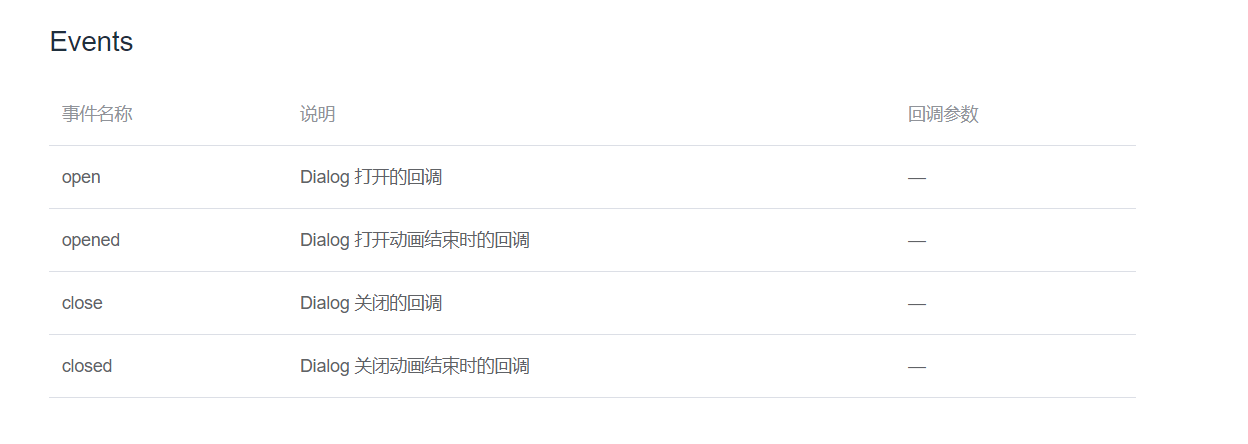 Events
事件名称 说明 回调参数
open Dialog 打开的回调 —
opened Dialog 打开动画结束时的回调 —
close Dialog 关闭的回调 —
closed Dialog 关闭动画结束时的回调 —